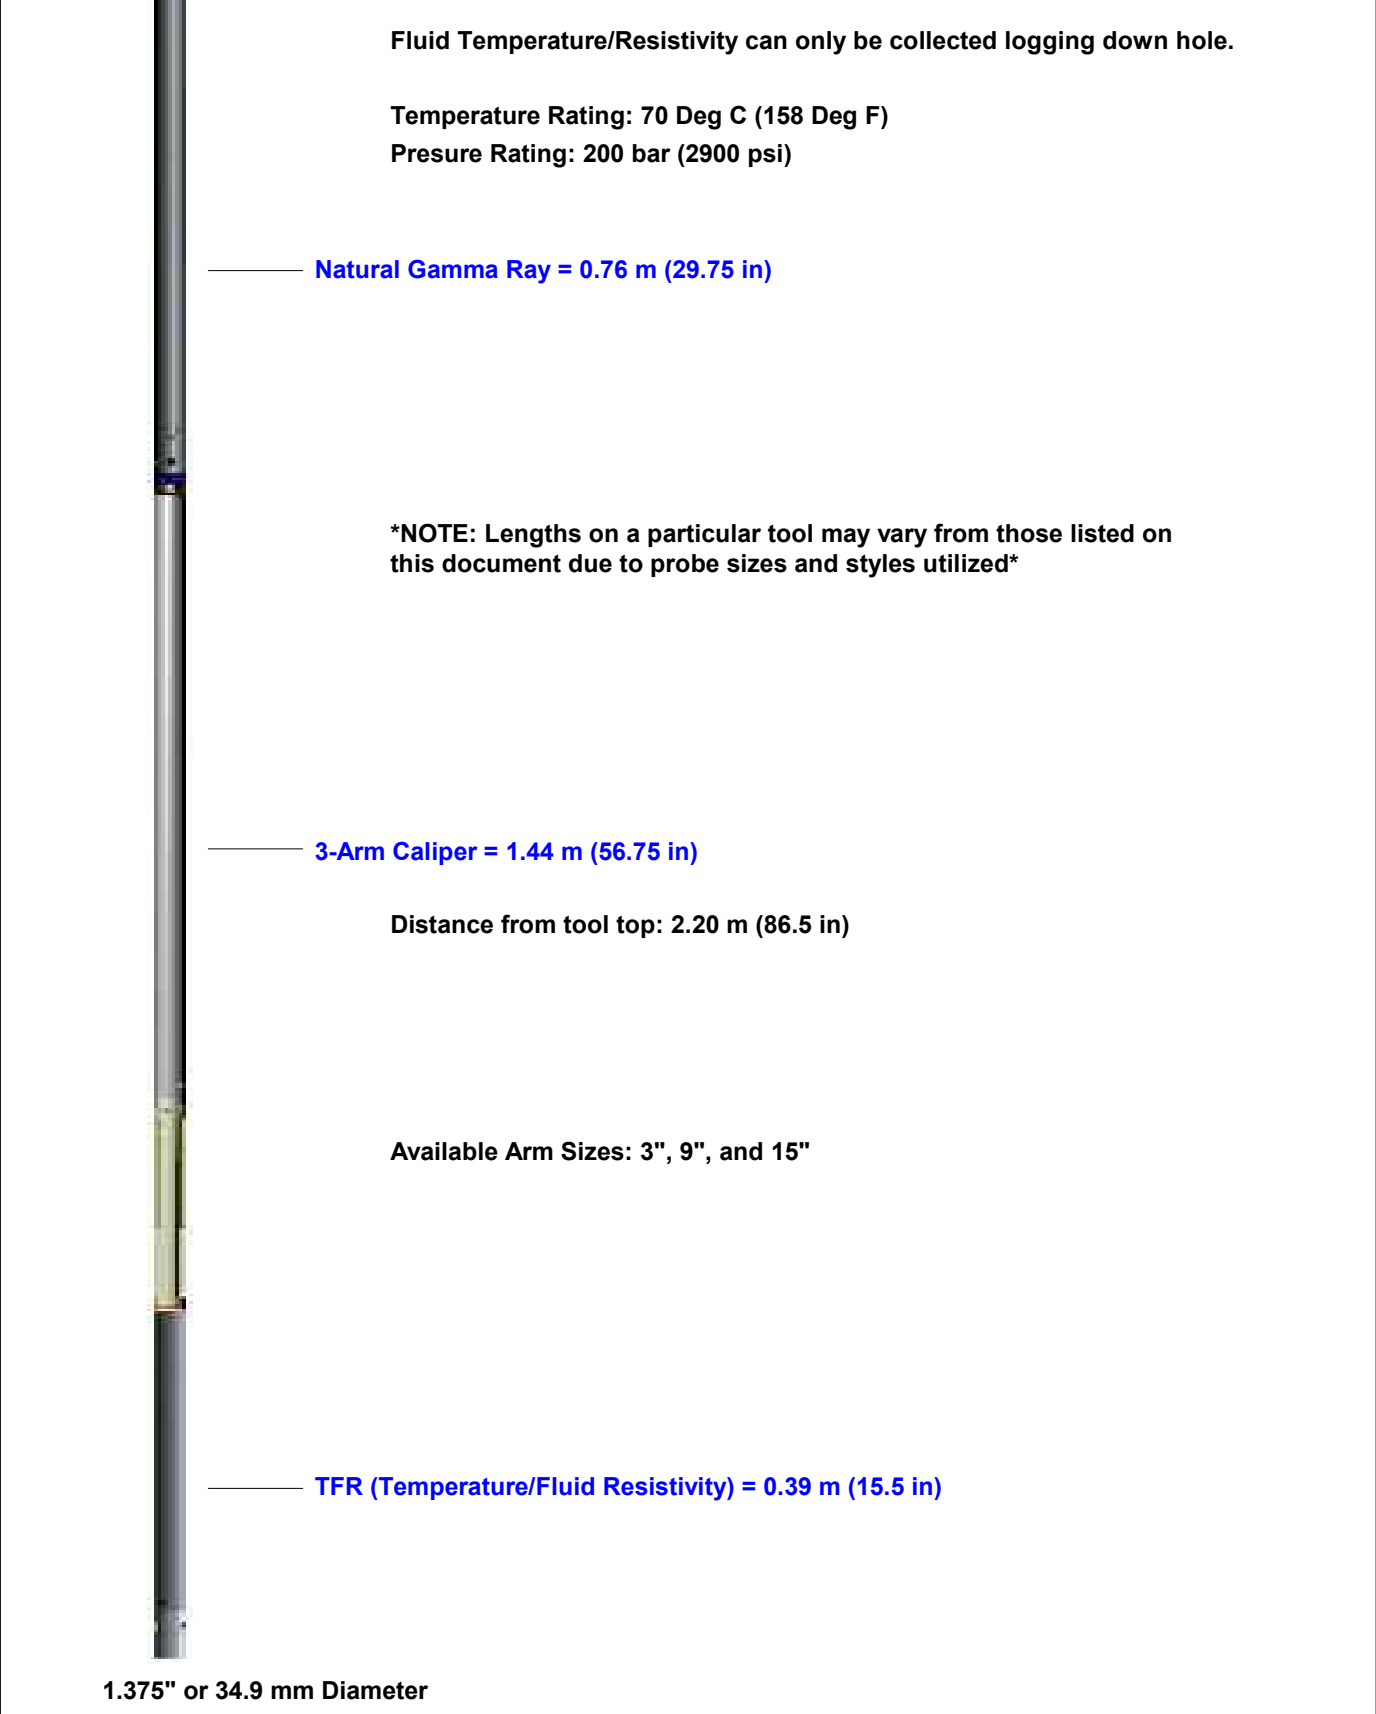 Fluid Temperature/Resistivity can only be collected logging down hole.
Temperature Rating: 70 Deg C (158 Deg F)
Presure Rating: 200 bar (2900 psi)
Natural Gamma Ray = 0.76 m (29.75 in)
*NOTE: Lengths on a particular tool may vary from those listed on
this document due to probe sizes and styles utilized*
3-Arm Caliper = 1.44 m (56.75 in)
Distance from tool top: 2.20 m (86.5 in)
Available Arm Sizes: 3", 9", and 15"
TFR (Temperature/Fluid Resistivity) = 0.39 m (15.5 in)
1.375" or 34.9 mm Diameter